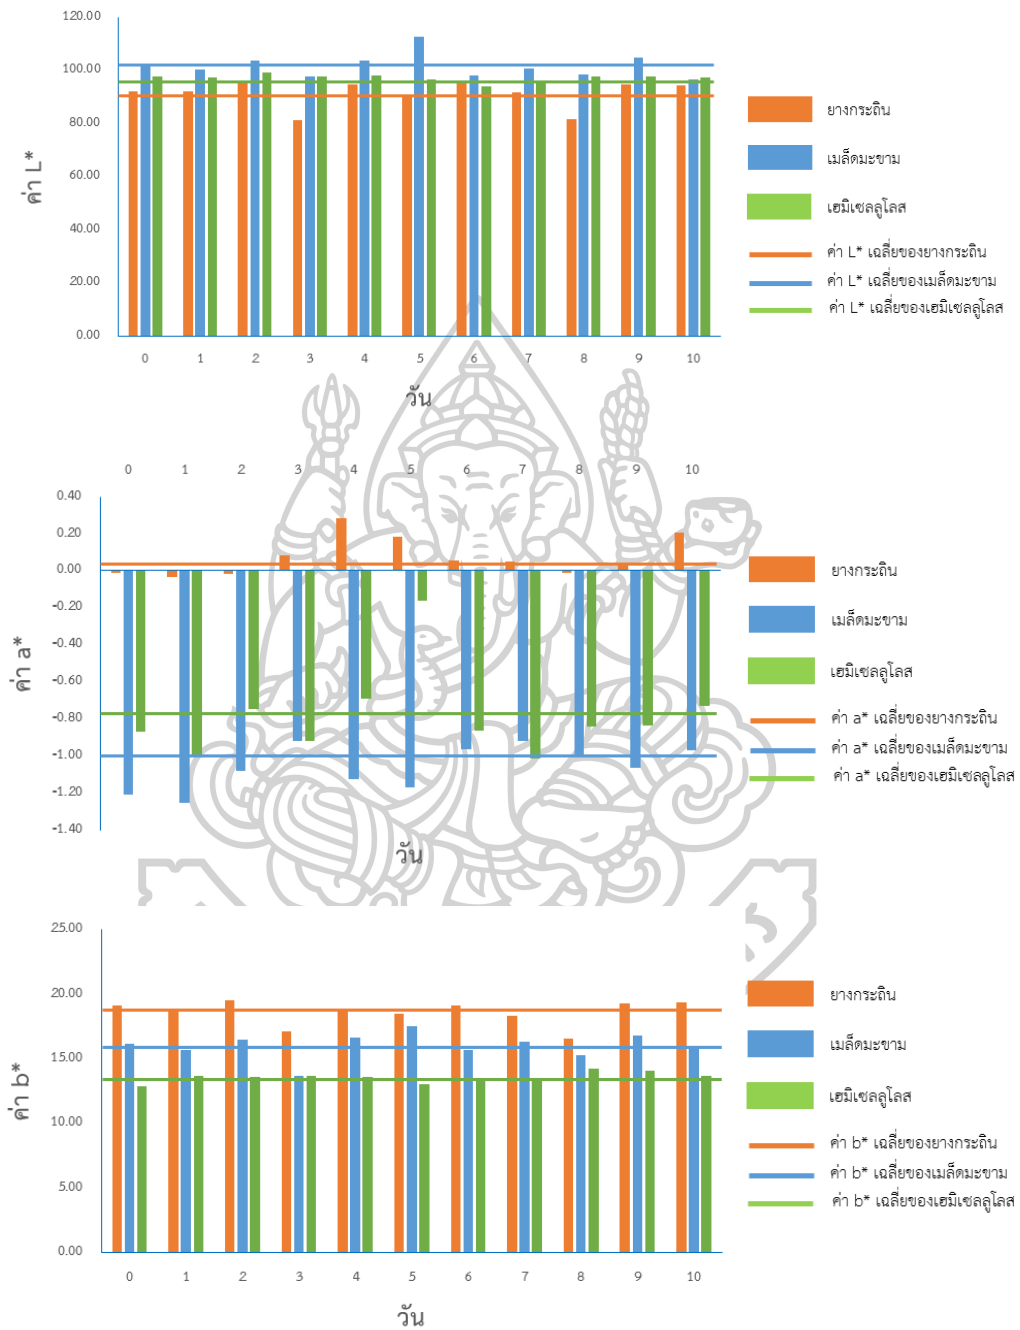 120.00
100.00
80.00
60.00
40.00
20.00
0.00
ค่า L*
0 1 2 3 4 5 6 7 8 9 10
วัน
ยางกระถิน
เมล็ดมะขาม
เฮมิเซลลูโลส
ค่า L* เฉลี่ยของยางกระถิน
ค่า L* เฉลี่ยของเมล็ดมะขาม
ค่า L* เฉลี่ยของเฮมิเซลลูโลส
0 1 2 3 4 5 6 7 8 9 10
0.40
0.20
0.00
-0.20
-0.40
-0.60
-0.80
-1.00
-1.20
-1.40
ค่า a*
วัน
ยางกระถิน
เมล็ดมะขาม
เฮมิเซลลูโลส
ค่า a* เฉลี่ยของยางกระถิน
ค่า a* เฉลี่ยของเมล็ดมะขาม
ค่า a* เฉลี่ยของเฮมิเซลลูโลส
25.00
20.00
15.00
10.00
5.00
0.00
ค่า b*
0 1 2 3 4 5 6 7 8 9 10
วัน
ยางกระถิน
เมล็ดมะขาม
เฮมิเซลลูโลส
ค่า b* เฉลี่ยของยางกระถิน
ค่า b* เฉลี่ยของเมล็ดมะขาม
ค่า b* เฉลี่ยของเฮมิเซลลูโลส